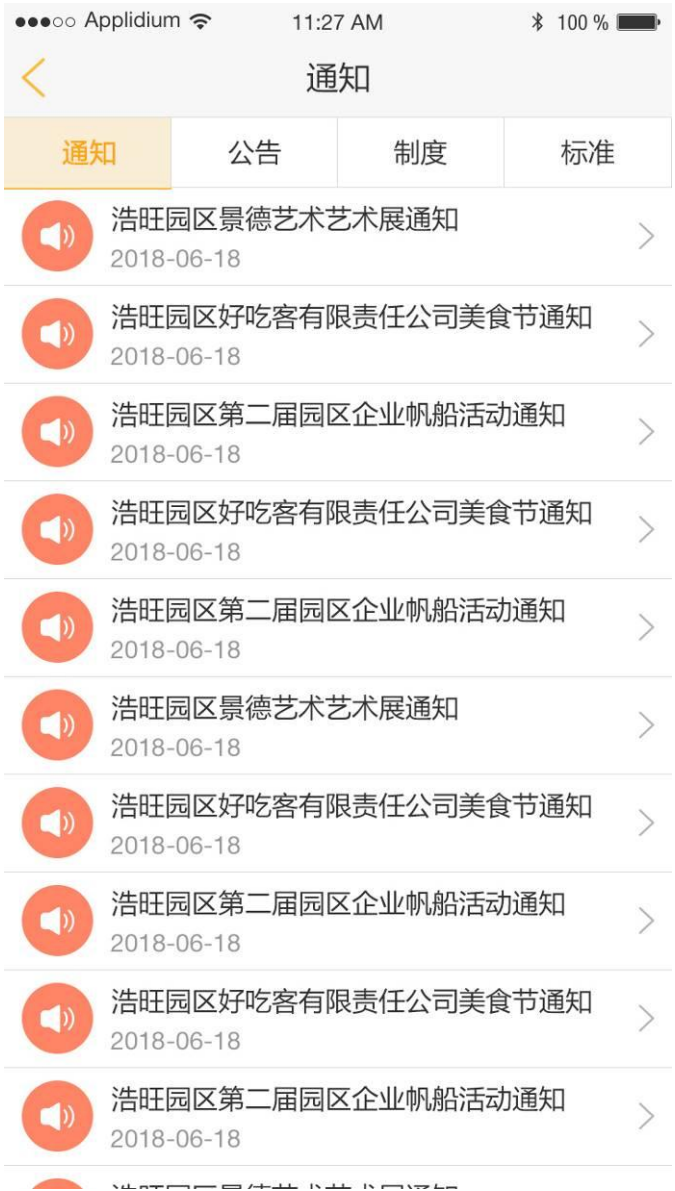 Applidium
11:27 AM
100 %
通知
通知
公告
制度
标准
浩旺园区景德艺术艺术展通知
2018-06-18
浩旺园区好吃客有限责任公司美食节通知
2018-06-18
浩旺园区第二届园区企业帆船活动通知
2018-06-18
浩旺园区好吃客有限责任公司美食节通知
2018-06-18
浩旺园区第二届园区企业帆船活动通知
2018-06-18
浩旺园区景德艺术艺术展通知
2018-06-18
浩旺园区好吃客有限责任公司美食节通知
2018-06-18
浩旺园区第二届园区企业帆船活动通知
2018-06-18
浩旺园区好吃客有限责任公司美食节通知
2018-06-18
浩旺园区第二届园区企业帆船活动通知
2018-06-18